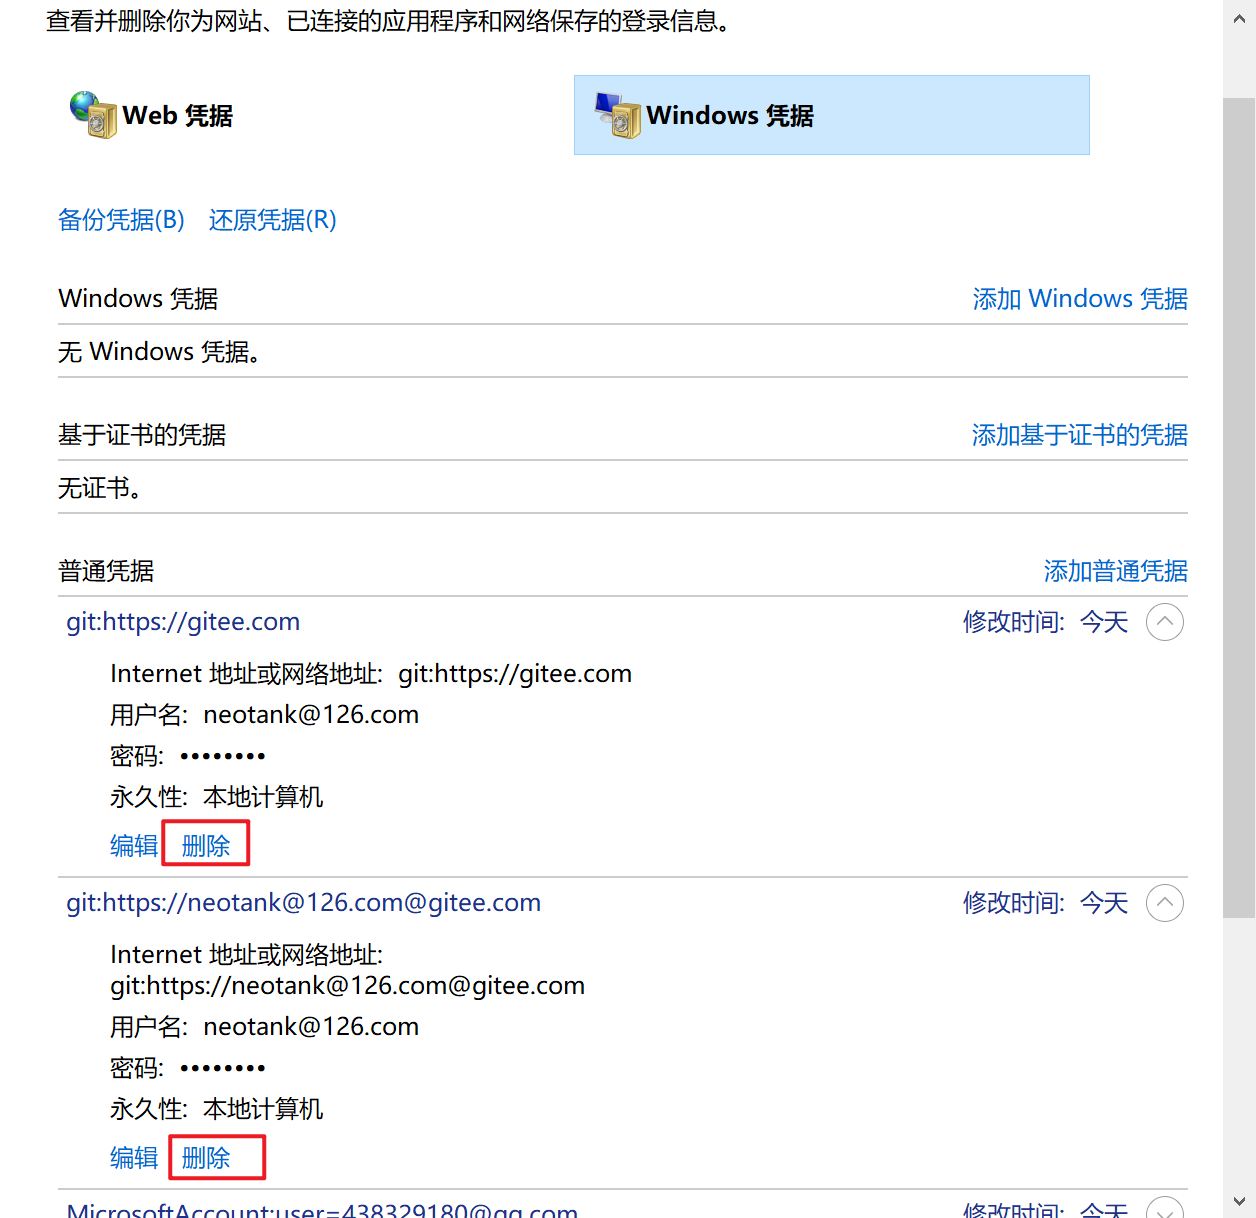 查看并删除你为网站、已连接的应用程序和网络保存的登录信息。
Web 凭据
Windows 凭据
备份凭据(B) 还原凭据(R)
Windows 凭据 添加 Windows 凭据
无 Windows 凭据。
基于证书的凭据 添加基于证书的凭据
无证书。
普通凭据 添加普通凭据
git:https://gitee.com 修改时间: 今天
Internet 地址或网络地址: git:https://gitee.com
用户名: neotank@126.com
密码: ••••••••
永久性: 本地计算机
编辑 删除
git:https://neotank@126.com@gitee.com 修改时间: 今天
Internet 地址或网络地址:
git:https://neotank@126.com@gitee.com
用户名: neotank@126.com
密码: ••••••••
永久性: 本地计算机
编辑 删除
MicrosoftAccount:user=438329180@qq.com 修改时间: 今天